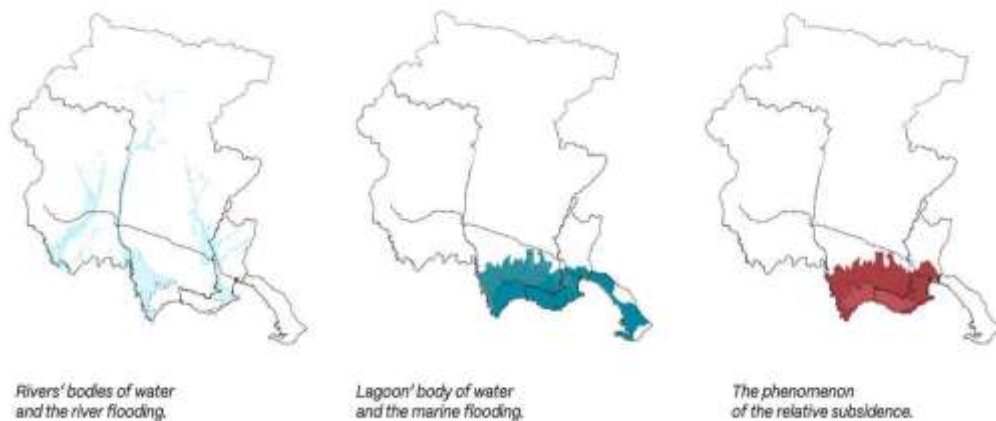 Rivers' bodies of water
and the river flooding.
Lagoon' body of water
and the marine flooding.
The phenomenon
of the relative subsidence.